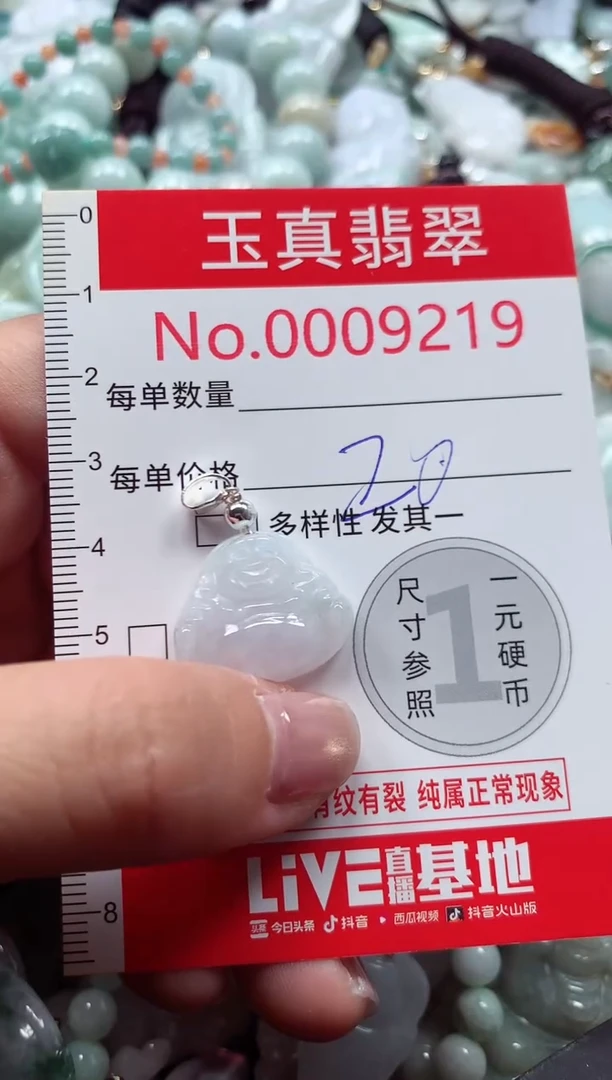 0
玉真翡翠
1
No.0009219
2
每单数量
3
每单价格 20
多样性 发其一
4
尺寸参照
1
一元硬币
5
有纹有裂 纯属正常现象
LiVE直播基地
8
头条 今日头条 抖音 西瓜视频 抖音火山版